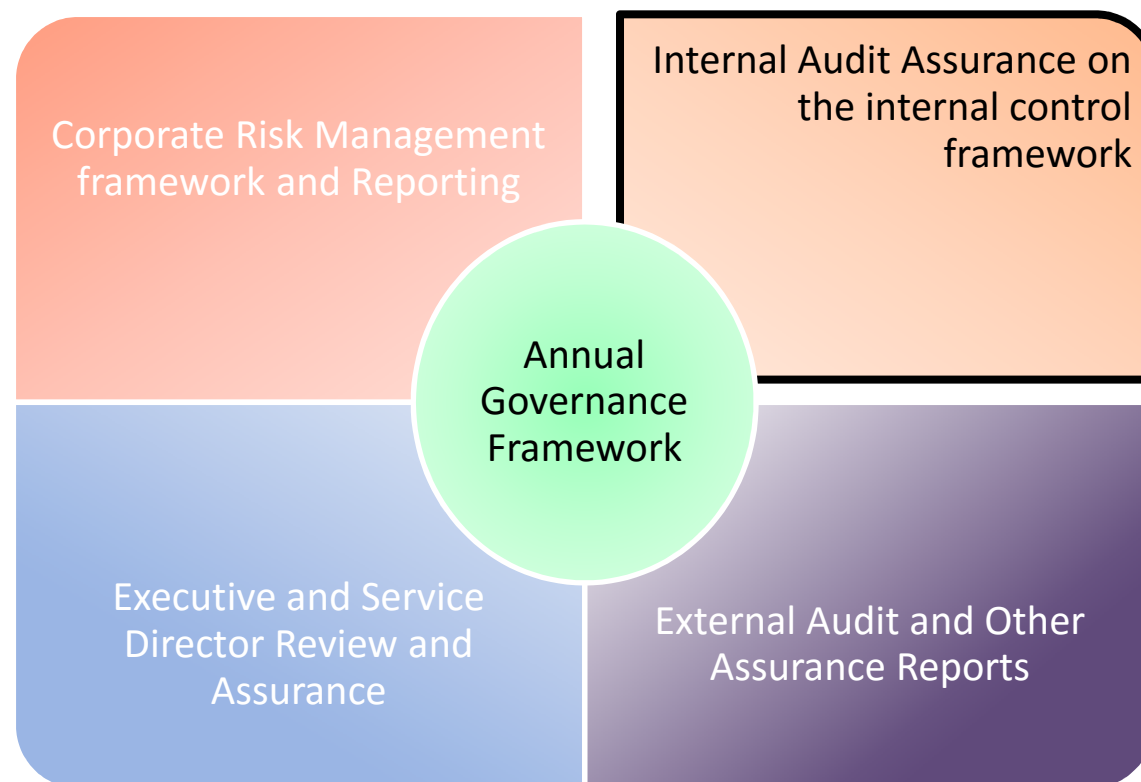 Corporate Risk Management
framework and Reporting
Internal Audit Assurance on
the internal control
framework
Annual
Governance
Framework
Executive and Service
Director Review and
Assurance
External Audit and Other
Assurance Reports